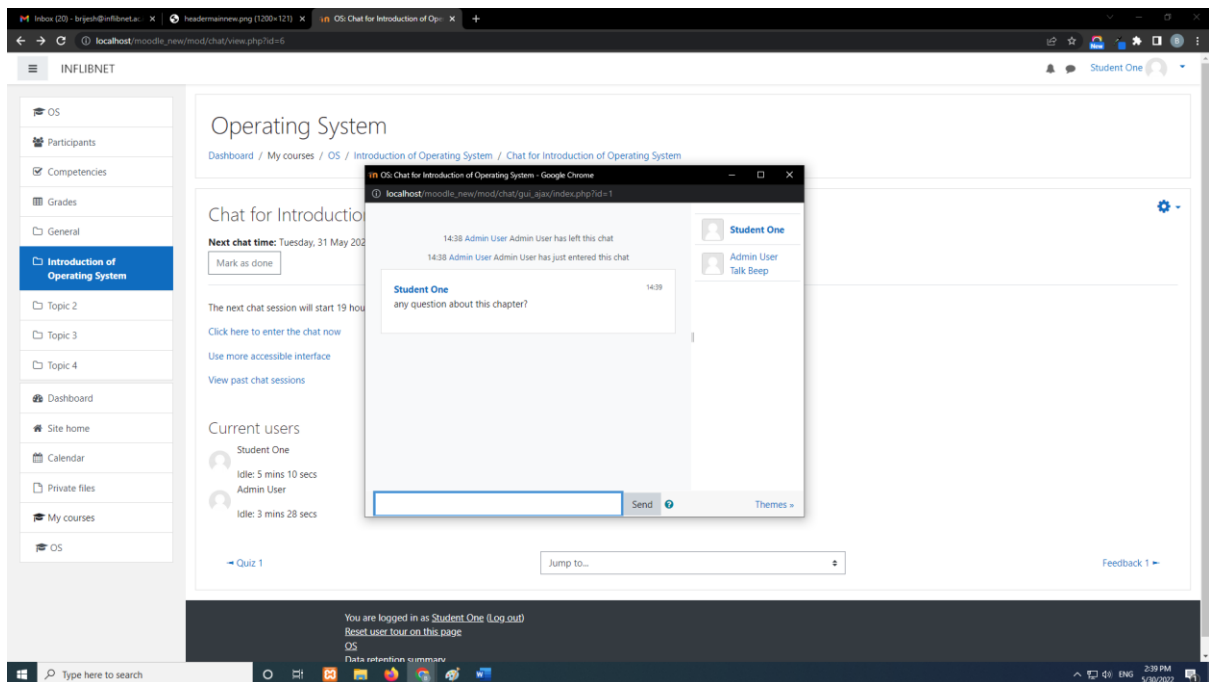 Inbox (20) - brijesh@inflibnet.ac.
headermainnew.png (1200×121)
OS: Chat for Introduction of Ope
localhost/moodle_new/mod/chat/view.php?id=6
New
B
INFLIBNET
Student One
OS
Participants
Competencies
Grades
General
Introduction of
Operating System
Topic 2
Topic 3
Topic 4
Dashboard
Site home
Calendar
Private files
My courses
OS
Operating System
Dashboard / My courses / OS / Introduction of Operating System / Chat for Introduction of Operating System
Chat for Introductio
Next chat time: Tuesday, 31 May 202
Mark as done
The next chat session will start 19 hou
Click here to enter the chat now
Use more accessible interface
View past chat sessions
Current users
Student One
Idle: 5 mins 10 secs
Admin User
Idle: 3 mins 28 secs
OS: Chat for Introduction of Operating System - Google Chrome
localhost/moodle_new/mod/chat/gui_ajax/index.php?id=1
14:38 Admin User Admin User has left this chat
14:38 Admin User Admin User has just entered this chat
Student One 14:39
any question about this chapter?
Student One
Admin User
Talk Beep
Send
Themes »
◄ Quiz 1
Jump to...
Feedback 1 ►
You are logged in as Student One (Log out)
Reset user tour on this page
OS
Data retention summary
Type here to search
ENG
2:39 PM
5/30/2022